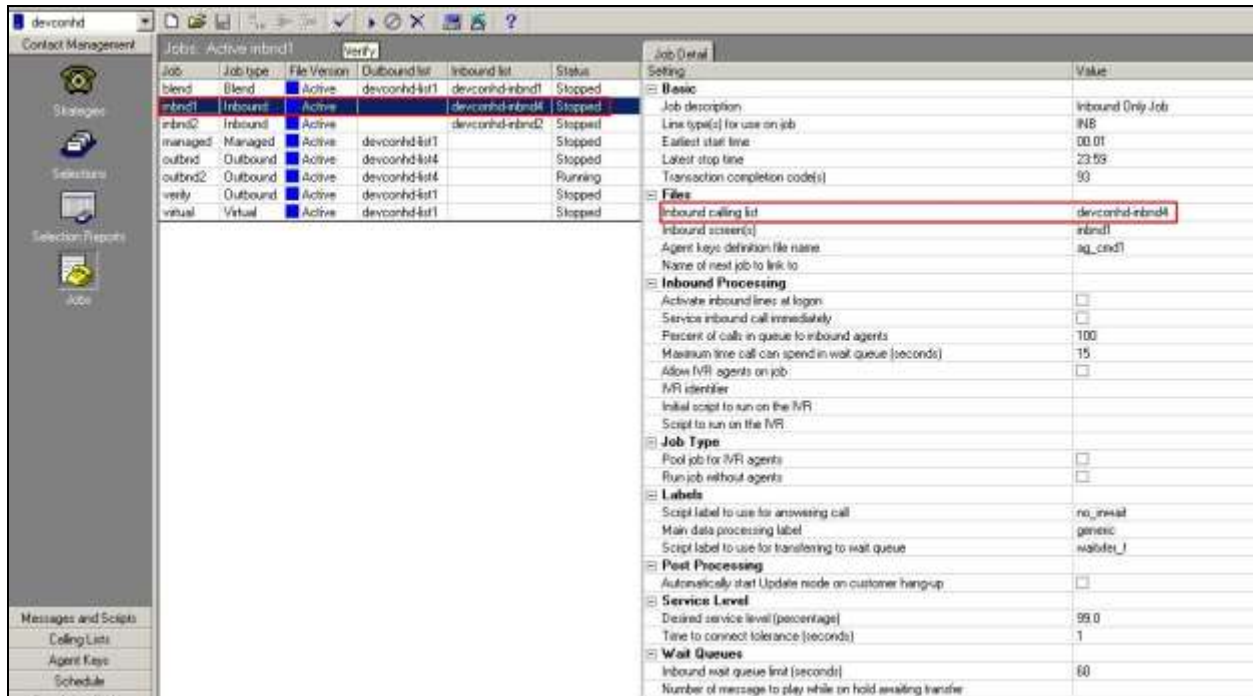 devconhd
?
Contact Management
Strategies
Selections
Selection Reports
Jobs
Messages and Scripts
Calling Lists
Agent Keys
Schedule
Jobs: Active inbnd1
Verify
Job Job type File Version Outbound list Inbound list Status
blend Blend Active devconhd-list1 devconhd-inbnd1 Stopped
inbnd1 Inbound Active devconhd-inbnd4 Stopped
inbnd2 Inbound Active devconhd-inbnd2 Stopped
managed Managed Active devconhd-list1 Stopped
outbnd Outbound Active devconhd-list4 Stopped
outbnd2 Outbound Active devconhd-list4 Running
verify Outbound Active devconhd-list1 Stopped
virtual Virtual Active devconhd-list1 Stopped
Job Detail
Setting Value
Basic
Job description Inbound Only Job
Line type(s) for use on job INB
Earliest start time 00.01
Latest stop time 23:59
Transaction completion code(s) 93
Files
Inbound calling list devconhd-inbnd4
Inbound screen(s) inbnd1
Agent keys definition file name ag_cmd1
Name of next job to link to
Inbound Processing
Activate inbound lines at logon
Service inbound call immediately
Percent of calls in queue to inbound agents 100
Maximum time call can spend in wait queue (seconds) 15
Allow IVR agents on job
IVR identifier
Initial script to run on the IVR
Script to run on the IVR
Job Type
Pool job for IVR agents
Run job without agents
Labels
Script label to use for answering call no_inwait
Main data processing label generic
Script label to use for transferring to wait queue
Post Processing
Automatically start Update mode on customer hang-up
Service Level
Desired service level (percentage) 99.0
Time to connect tolerance (seconds) 1
Wait Queues
Inbound wait queue limit (seconds) 60
Number of message to play while on hold awaiting transfer